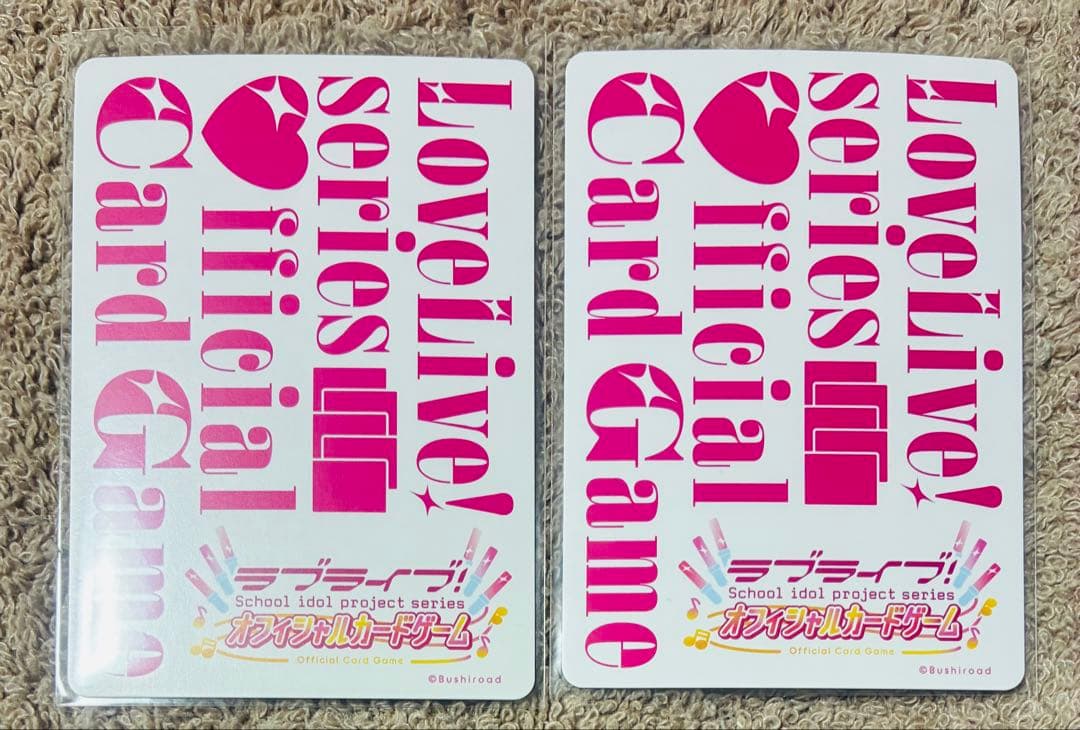 LoveLive!
series
♥fficial
Card Game
ラブライブ!
School idol project series
オフィシャルカードゲーム
Official Card Game
©Bushiroad
LoveLive!
series
♥fficial
Card Game
ラブライブ!
School idol project series
オフィシャルカードゲーム
Official Card Game
©Bushiroad